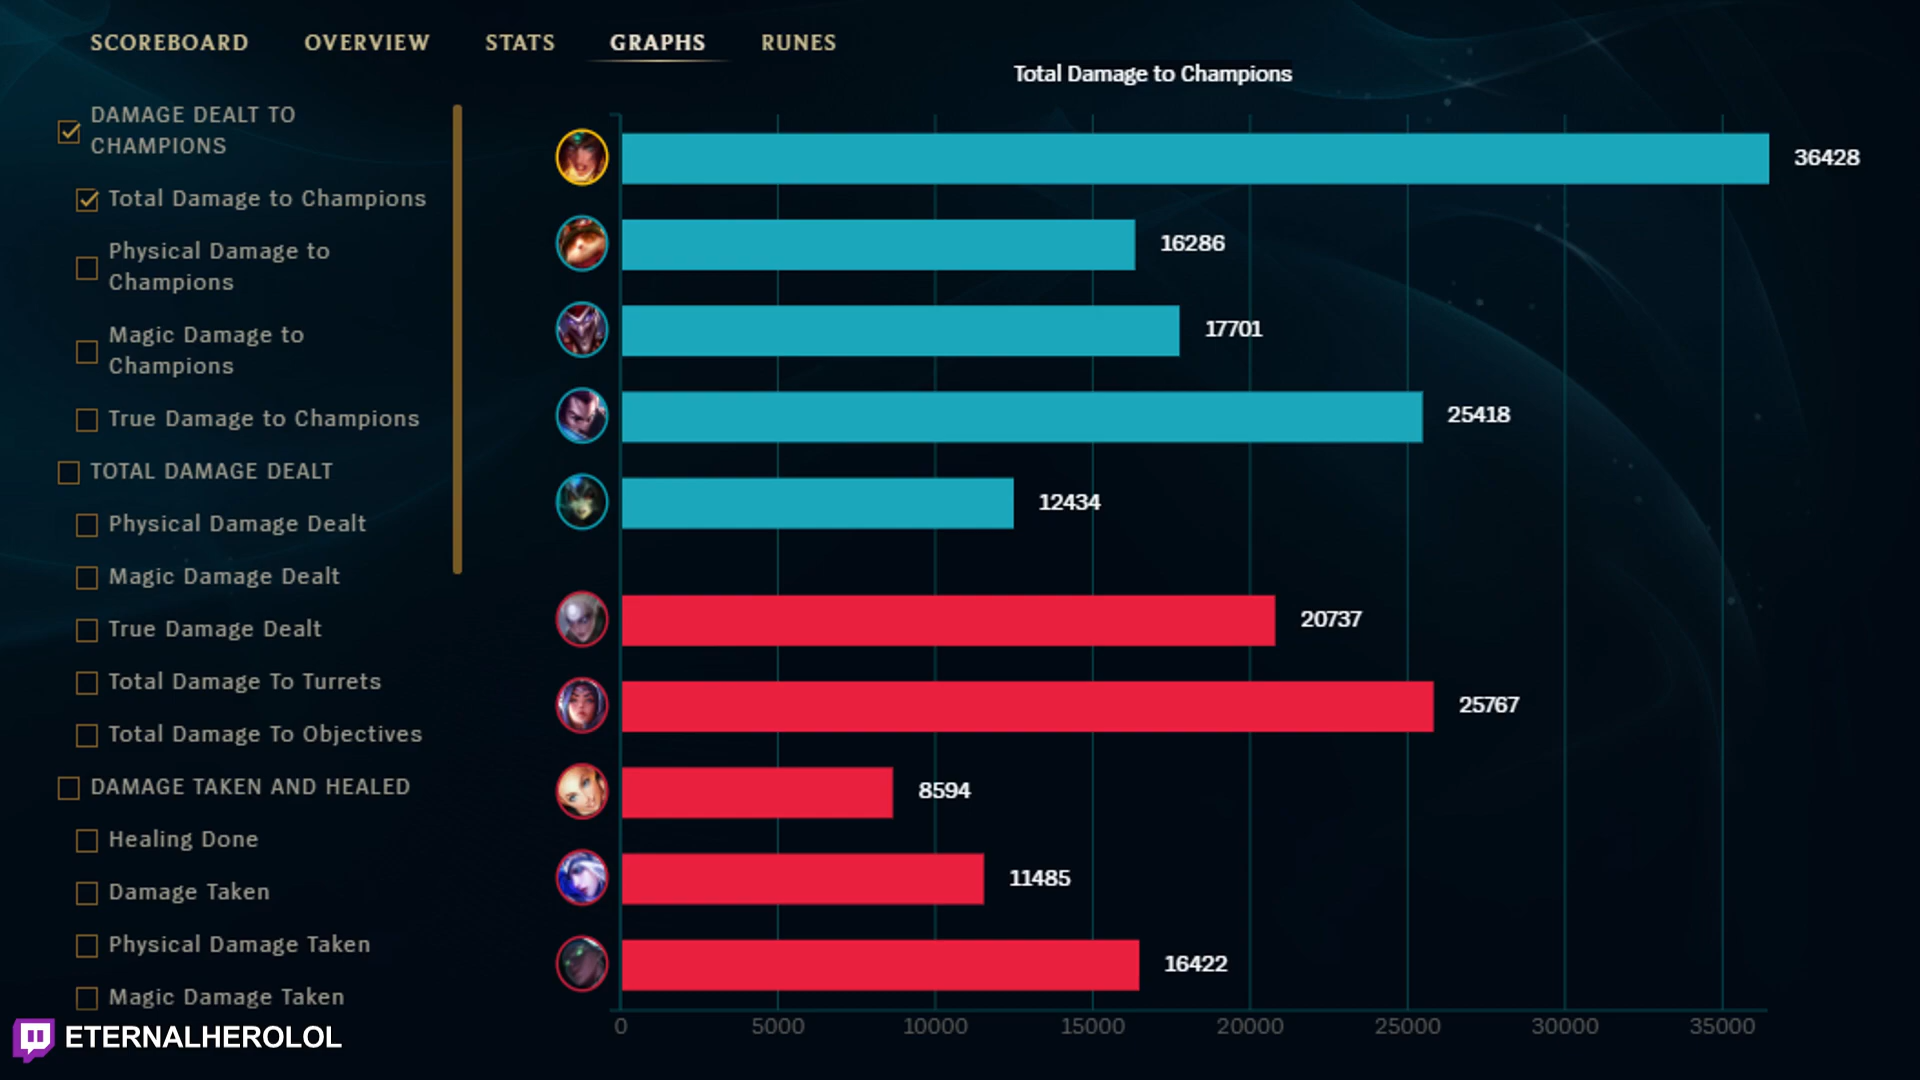 SCOREBOARD OVERVIEW STATS GRAPHS RUNES
Total Damage to Champions
DAMAGE DEALT TO
CHAMPIONS
Total Damage to Champions
Physical Damage to
Champions
Magic Damage to
Champions
True Damage to Champions
TOTAL DAMAGE DEALT
Physical Damage Dealt
Magic Damage Dealt
True Damage Dealt
Total Damage To Turrets
Total Damage To Objectives
DAMAGE TAKEN AND HEALED
Healing Done
Damage Taken
Physical Damage Taken
Magic Damage Taken
36428
16286
17701
25418
12434
20737
25767
8594
11485
16422
0 5000 10000 15000 20000 25000 30000 35000
ETERNALHEROLOL